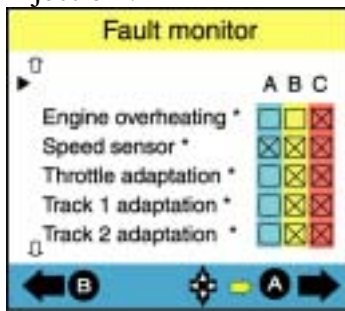 Fault monitor
A B C
Engine overheating *
Speed sensor *
Throttle adaptation *
Track 1 adaptation *
Track 2 adaptation *
B A